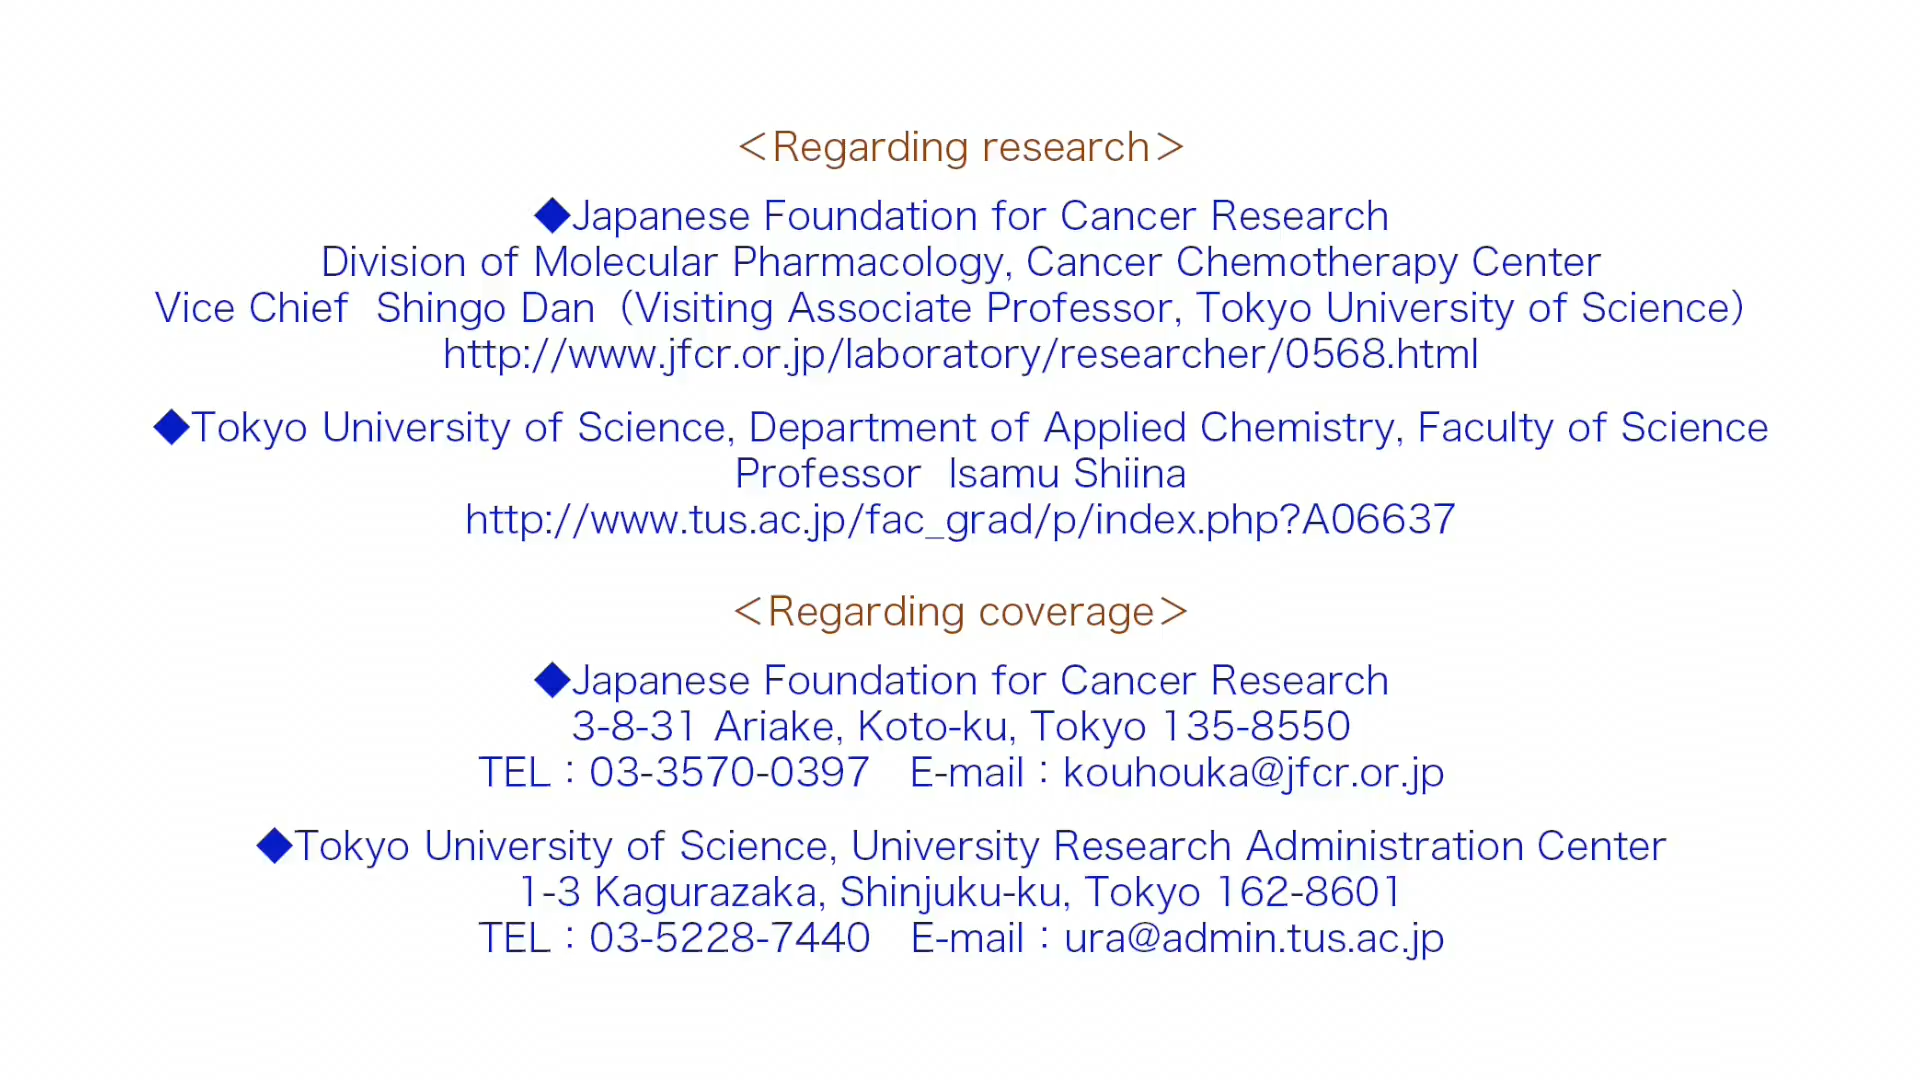 ＜Regarding research＞
◆Japanese Foundation for Cancer Research
Division of Molecular Pharmacology, Cancer Chemotherapy Center
Vice Chief  Shingo Dan（Visiting Associate Professor, Tokyo University of Science）
http://www.jfcr.or.jp/laboratory/researcher/0568.html
◆Tokyo University of Science, Department of Applied Chemistry, Faculty of Science
Professor  Isamu Shiina
http://www.tus.ac.jp/fac_grad/p/index.php?A06637
＜Regarding coverage＞
◆Japanese Foundation for Cancer Research
3-8-31 Ariake, Koto-ku, Tokyo 135-8550
TEL：03-3570-0397　E-mail：kouhouka@jfcr.or.jp
◆Tokyo University of Science, University Research Administration Center
1-3 Kagurazaka, Shinjuku-ku, Tokyo 162-8601
TEL：03-5228-7440　E-mail：ura@admin.tus.ac.jp